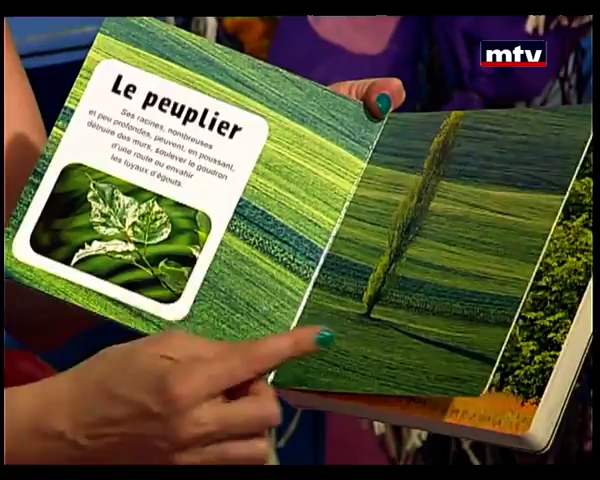 mtv
Le peuplier
Ses racines, nombreuses
et peu profondes, peuvent, en poussant,
détruire des murs, soulever le goudron
d'une route ou envahir
les tuyaux d'égouts.